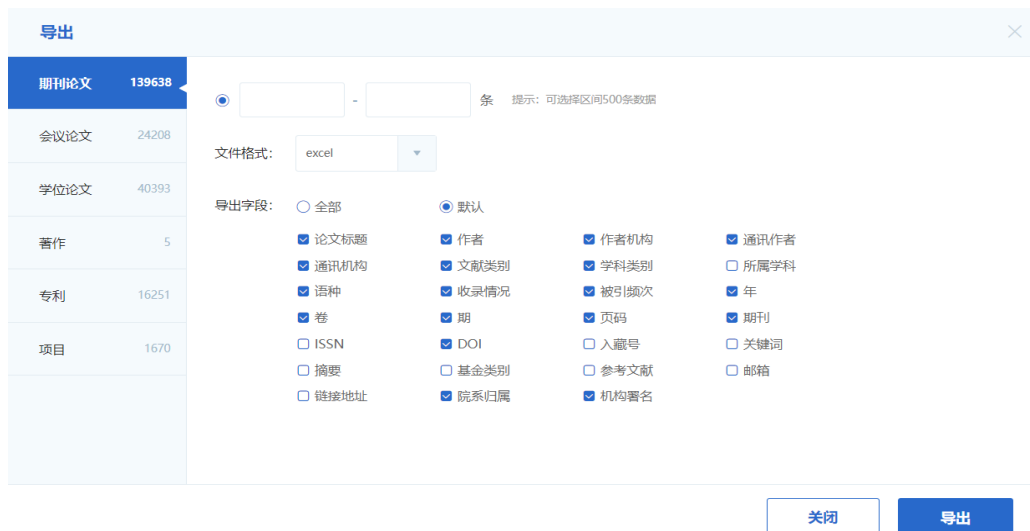 导出
期刊论文 139638
会议论文 24208
学位论文 40393
著作 5
专利 16251
项目 1670
- 条 提示：可选择区间500条数据
文件格式： excel
导出字段： 全部 默认
论文标题 作者 作者机构 通讯作者
通讯机构 文献类别 学科类别 所属学科
语种 收录情况 被引频次 年
卷 期 页码 期刊
ISSN DOI 入藏号 关键词
摘要 基金类别 参考文献 邮箱
链接地址 院系归属 机构署名
关闭 导出